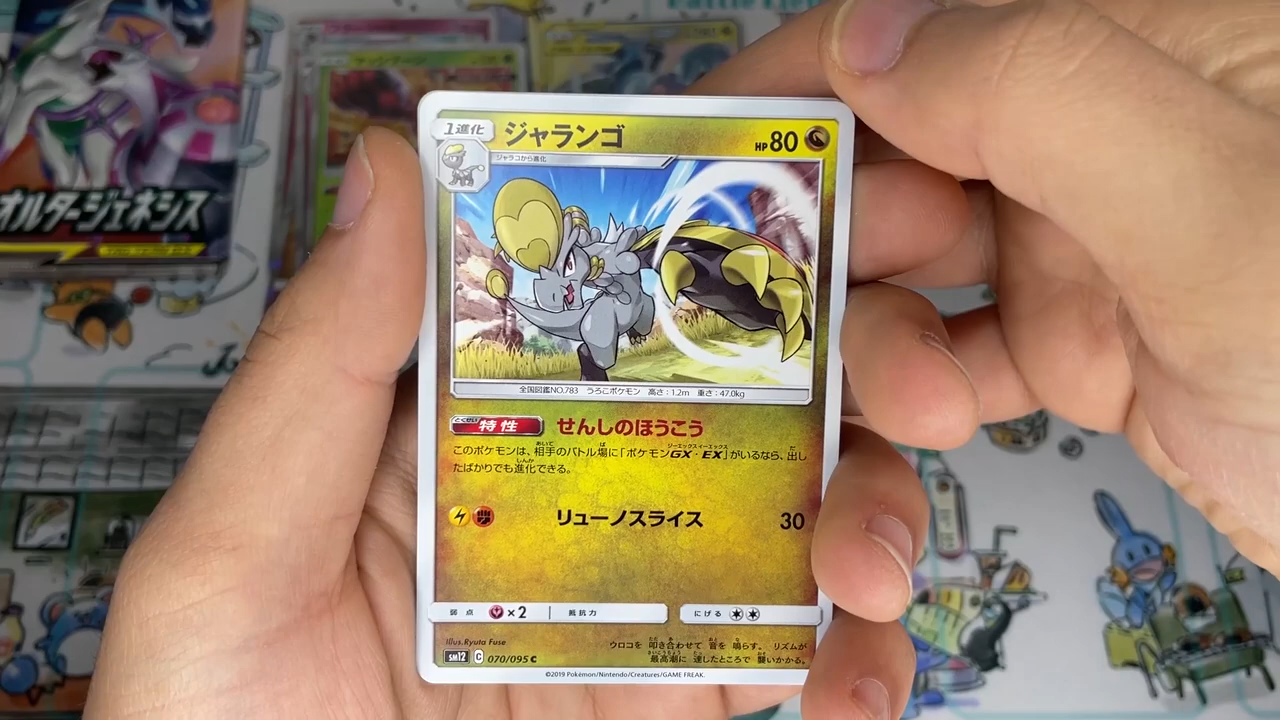 オルタージェネシス
1進化
ジャランゴ
HP80
ジャラコから進化
全国図鑑NO.783 うろこポケモン 高さ:1.2m 重さ:47.0kg
とくせい
特性 せんしのほうこう
このポケモンは、相手のバトル場に「ポケモンGX・EX」がいるなら、出し
たばかりでも進化できる。
リューノスライス 30
弱点 ×2 抵抗力 にげる
Illus.Ryuta Fuse
ウロコを 叩き合わせて 音を 鳴らす。 リズムが
最高潮に 達したところで 襲いかかる。
sm12 C 070/095 C
©2019 Pokémon/Nintendo/Creatures/GAME FREAK.